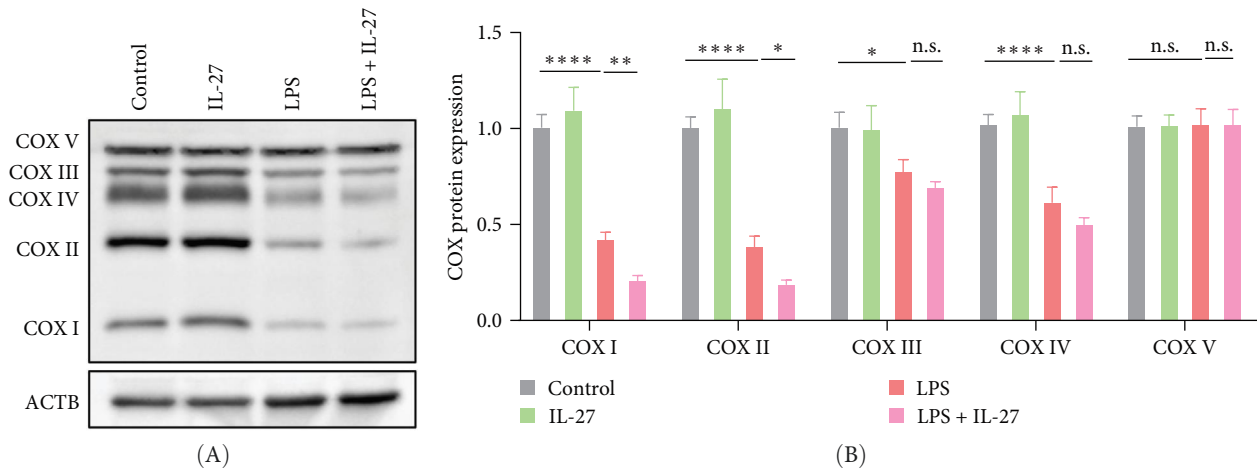 Control
IL-27
LPS
LPS + IL-27
COX V
COX III
COX IV
COX II
COX I
ACTB
(A)
COX protein expression
1.5
1.0
0.5
0.0
**** **
**** *
* n.s.
**** n.s.
n.s. n.s.
COX I COX II COX III COX IV COX V
Control
IL-27
LPS
LPS + IL-27
(B)